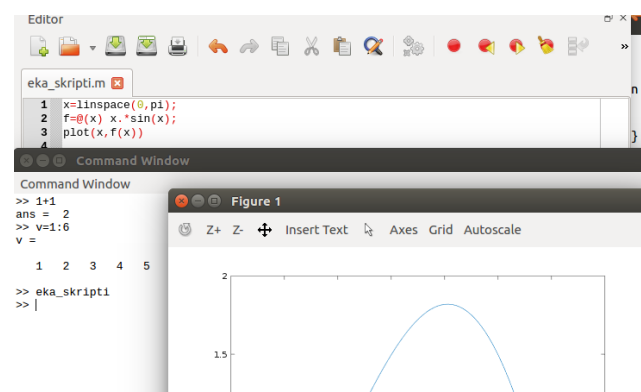 Editor
eka_skripti.m
1 x=linspace(0,pi);
2 f=@(x) x.*sin(x);
3 plot(x,f(x))
4
n
}
Command Window
Command Window
>> 1+1
ans = 2
>> v=1:6
v =
1 2 3 4 5
>> eka_skripti
>>
Figure 1
Z+ Z- Insert Text Axes Grid Autoscale
2
1.5